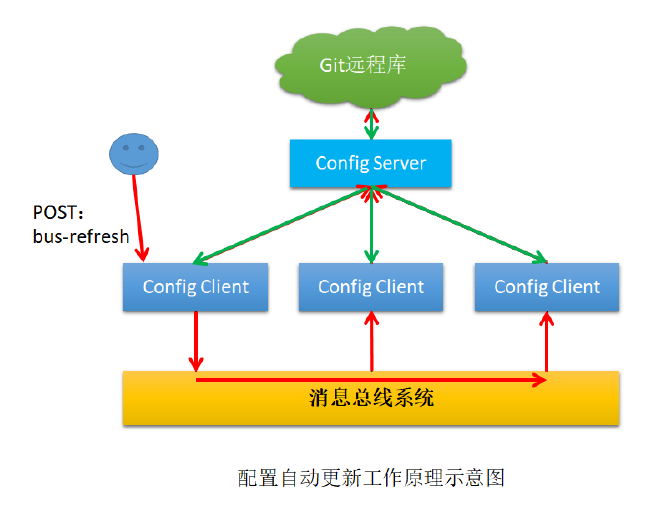 Git远程库
Config Server
POST：
bus-refresh
Config Client
Config Client
Config Client
消息总线系统
配置自动更新工作原理示意图